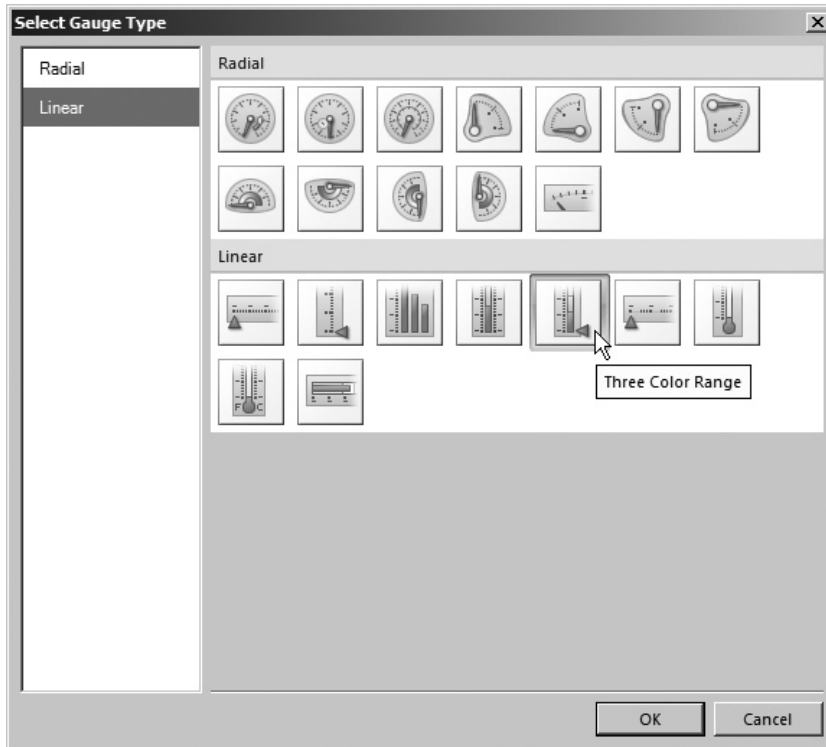 Select Gauge Type
Radial
Linear
Radial
Linear
F C
Three Color Range
OK
Cancel